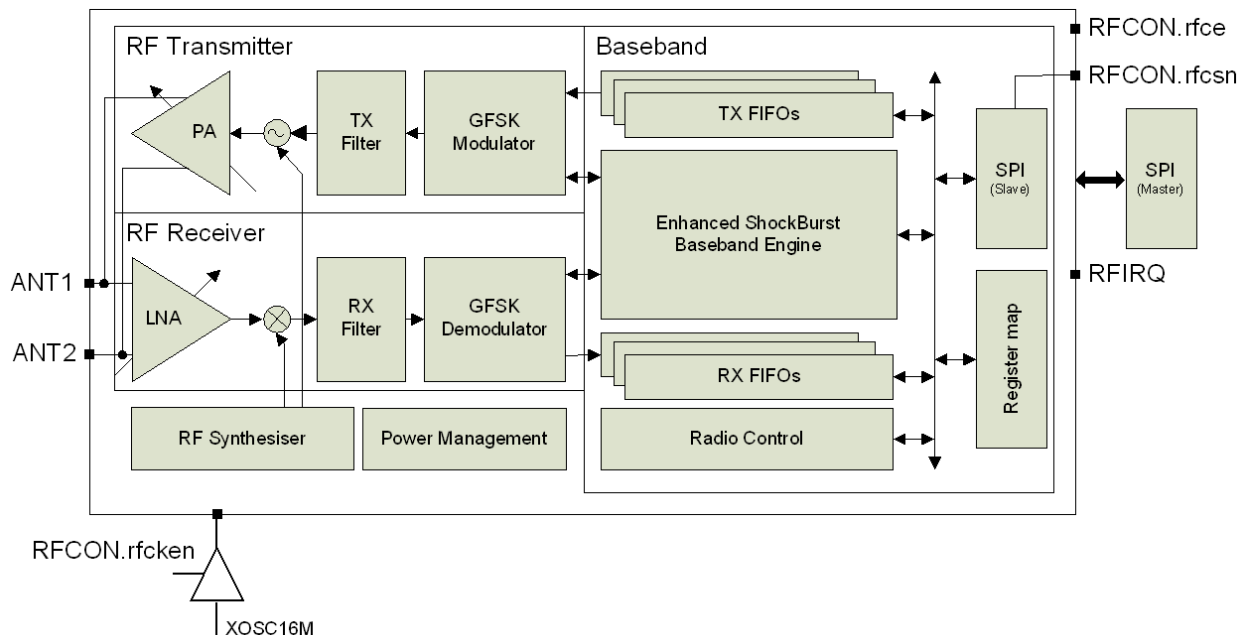 RF Transmitter
Baseband
RFCON.rfce
RFCON.rfcsn
PA
TX
Filter
GFSK
Modulator
TX FIFOs
SPI
(Slave)
SPI
(Master)
Enhanced ShockBurst
Baseband Engine
RF Receiver
ANT1
ANT2
LNA
RX
Filter
GFSK
Demodulator
RX FIFOs
Register map
RFIRQ
RF Synthesiser
Power Management
Radio Control
RFCON.rfcken
XOSC16M